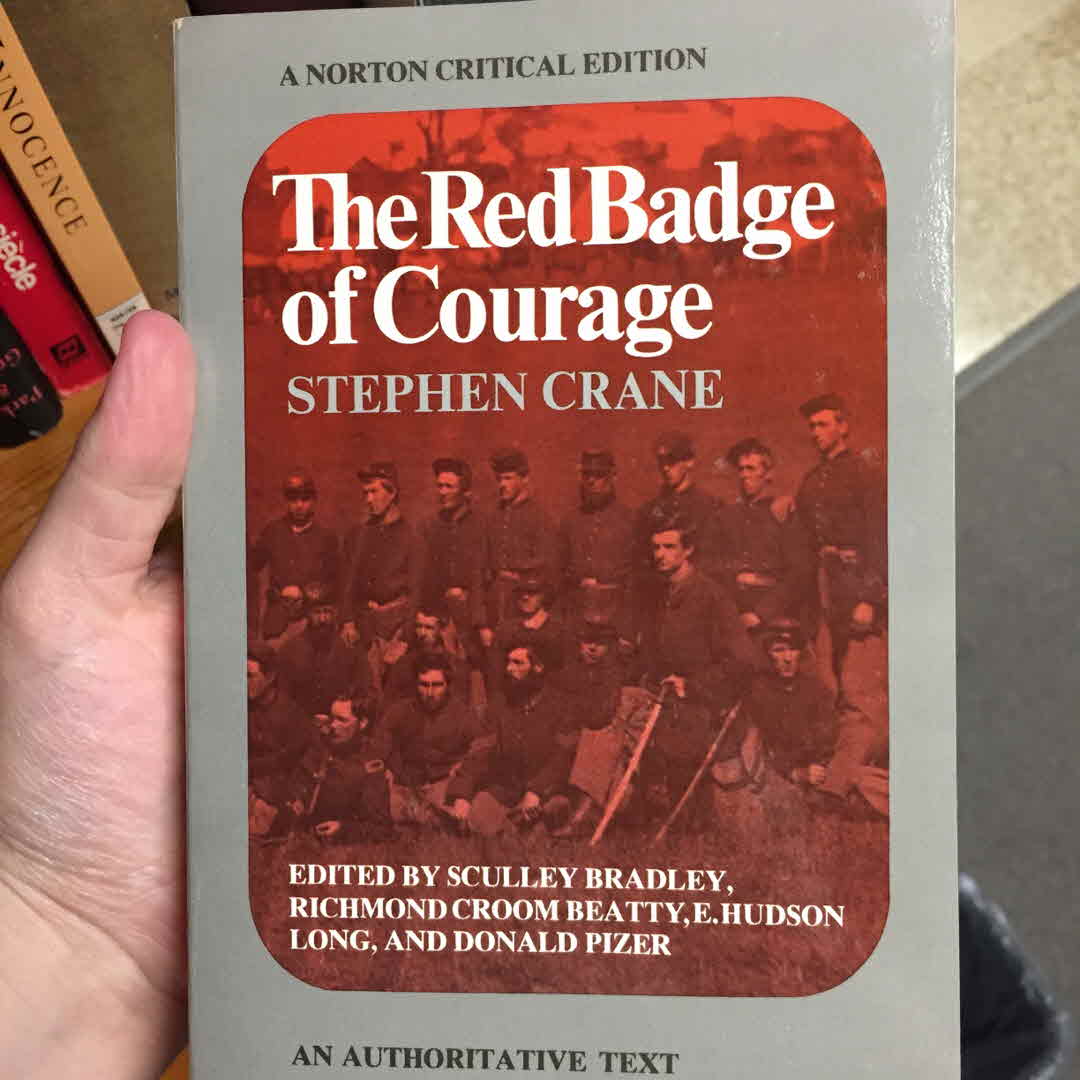 A NORTON CRITICAL EDITION
The Red Badge
of Courage
STEPHEN CRANE
EDITED BY SCULLEY BRADLEY,
RICHMOND CROOM BEATTY, E. HUDSON
LONG, AND DONALD PIZER
AN AUTHORITATIVE TEXT
INNOCENCE
siècle
Park